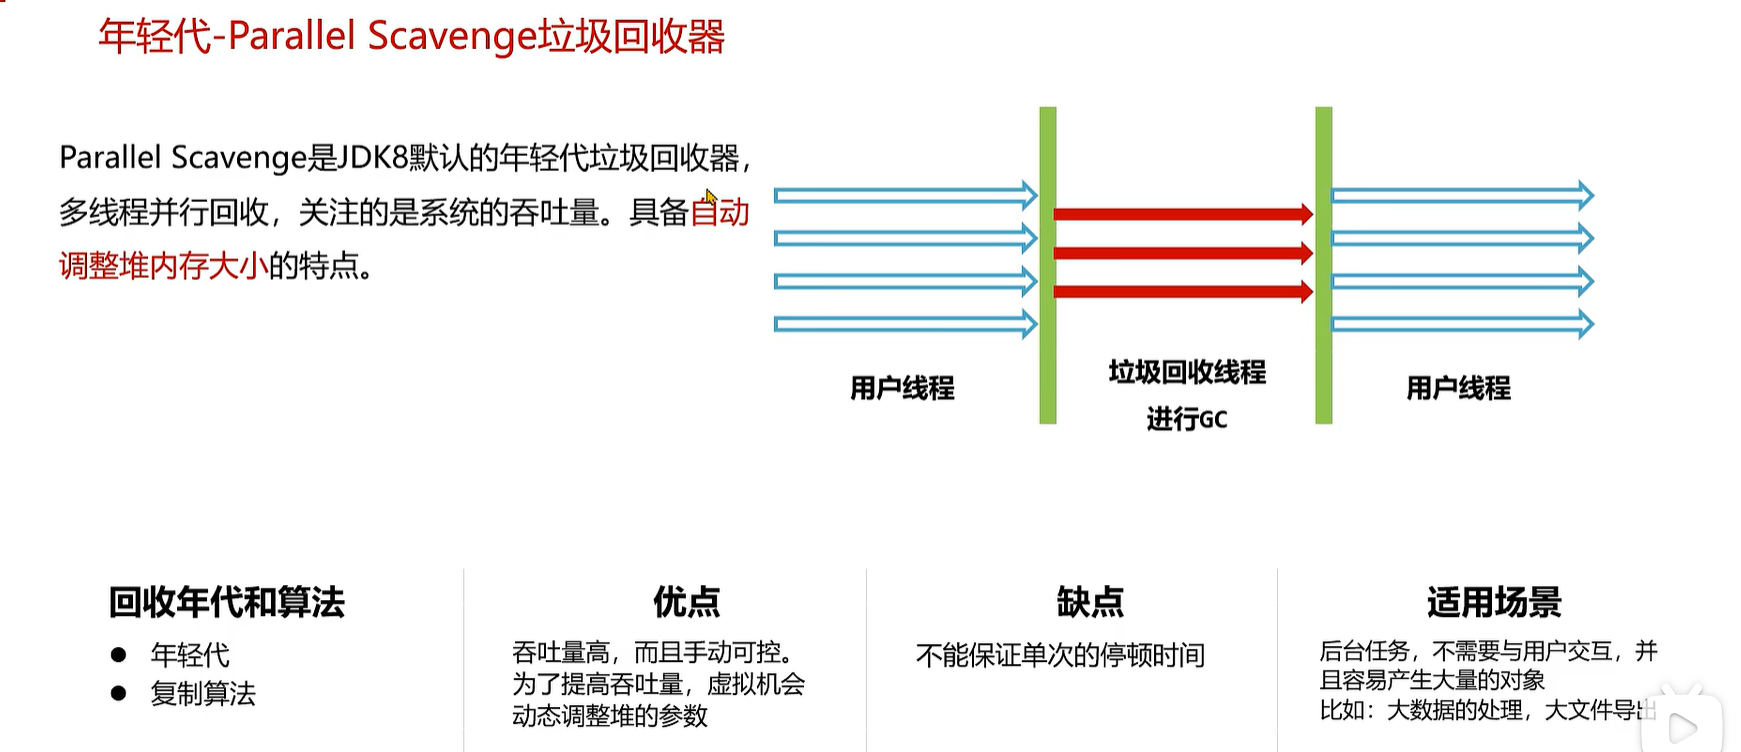 年轻代-Parallel Scavenge垃圾回收器
Parallel Scavenge是JDK8默认的年轻代垃圾回收器，
多线程并行回收，关注的是系统的吞吐量。具备自动
调整堆内存大小的特点。
用户线程
垃圾回收线程
进行GC
用户线程
回收年代和算法
● 年轻代
● 复制算法
优点
吞吐量高，而且手动可控。
为了提高吞吐量，虚拟机会
动态调整堆的参数
缺点
不能保证单次的停顿时间
适用场景
后台任务，不需要与用户交互，并
且容易产生大量的对象
比如：大数据的处理，大文件导出